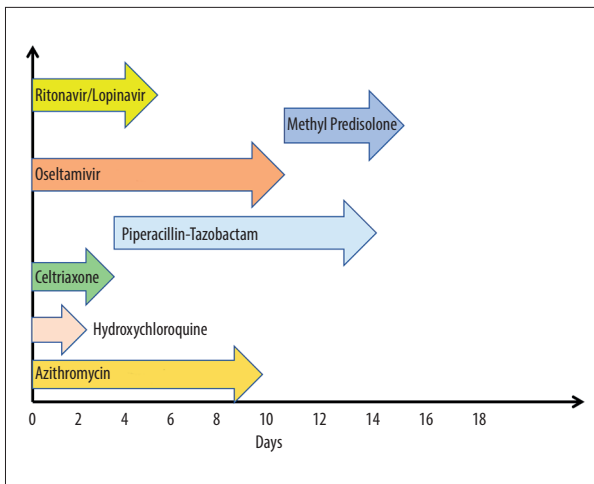 Ritonavir/Lopinavir
Methyl Predisolone
Oseltamivir
Piperacillin-Tazobactam
Celtriaxone
Hydroxychloroquine
Azithromycin
0 2 4 6 8 10 12 14 16 18
Days